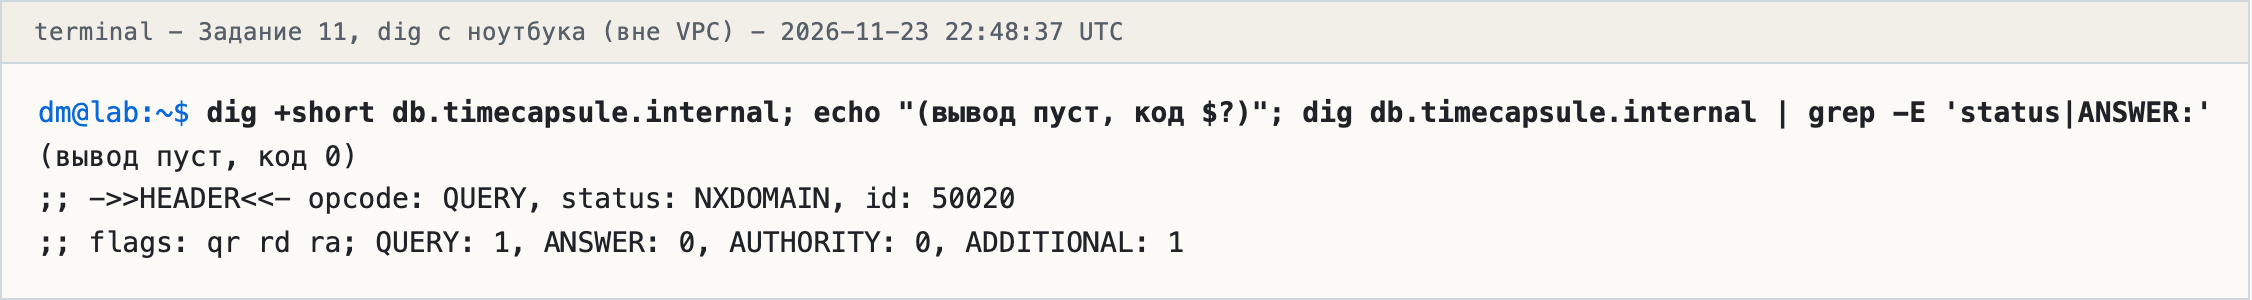 terminal — Задание 11, dig с ноутбука (вне VPC) — 2026-11-23 22:48:37 UTC
dm@lab:~$ dig +short db.timecapsule.internal; echo "(вывод пуст, код $?)"; dig db.timecapsule.internal | grep -E 'status|ANSWER:'
(вывод пуст, код 0)
;; ->>HEADER<<- opcode: QUERY, status: NXDOMAIN, id: 50020
;; flags: qr rd ra; QUERY: 1, ANSWER: 0, AUTHORITY: 0, ADDITIONAL: 1